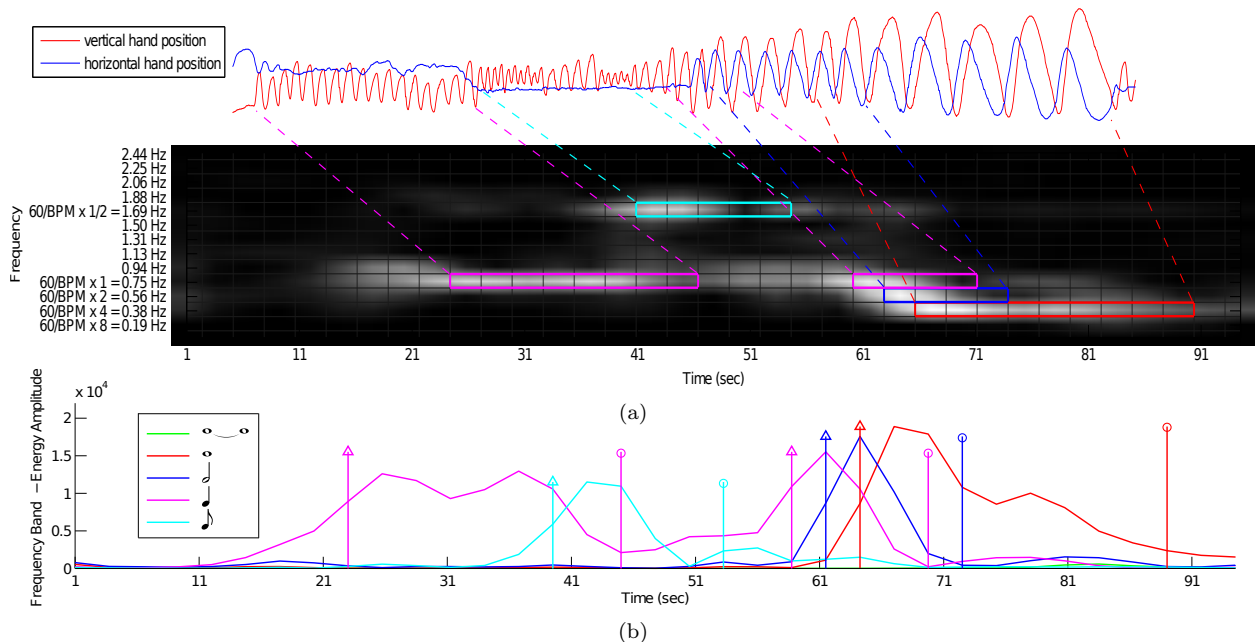 vertical hand position
horizontal hand position
Frequency
2.44 Hz
2.25 Hz
2.06 Hz
1.88 Hz
60/BPM x 1/2 = 1.69 Hz
1.50 Hz
1.31 Hz
1.13 Hz
0.94 Hz
60/BPM x 1 = 0.75 Hz
60/BPM x 2 = 0.56 Hz
60/BPM x 4 = 0.38 Hz
60/BPM x 8 = 0.19 Hz
1 11 21 31 41 51 61 71 81 91
Time (sec)
(a)
Frequency Band – Energy Amplitude
x 10^4
2
1.5
1
0.5
0
1 11 21 31 41 51 61 71 81 91
Time (sec)
(b)